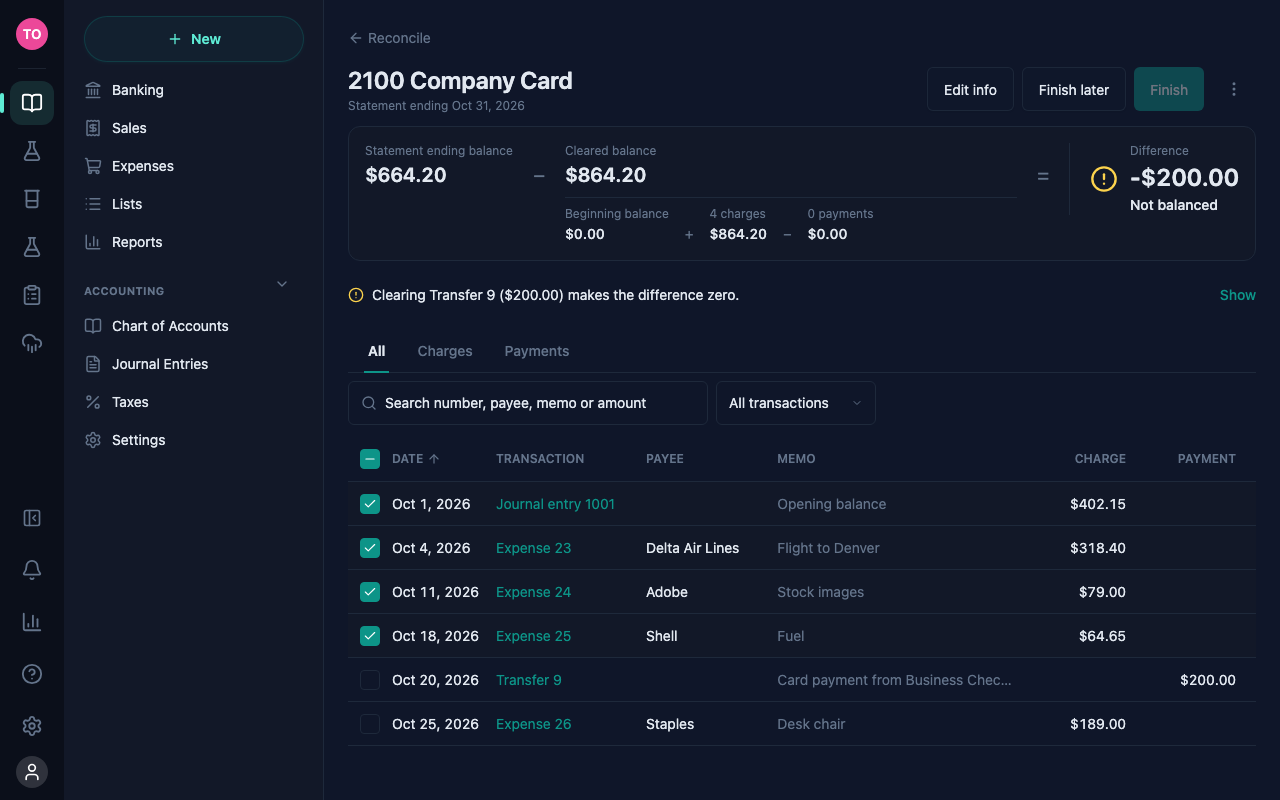 TO
New
Banking
Sales
Expenses
Lists
Reports
ACCOUNTING
Chart of Accounts
Journal Entries
Taxes
Settings
Reconcile
2100 Company Card
Statement ending Oct 31, 2026
Edit info
Finish later
Finish
Statement ending balance
$664.20
–
Cleared balance
$864.20
Beginning balance
$0.00
+
4 charges
$864.20
–
0 payments
$0.00
=
Difference
-$200.00
Not balanced
Clearing Transfer 9 ($200.00) makes the difference zero.
Show
All Charges Payments
Search number, payee, memo or amount
All transactions
DATE TRANSACTION PAYEE MEMO CHARGE PAYMENT
Oct 1, 2026 Journal entry 1001 Opening balance $402.15
Oct 4, 2026 Expense 23 Delta Air Lines Flight to Denver $318.40
Oct 11, 2026 Expense 24 Adobe Stock images $79.00
Oct 18, 2026 Expense 25 Shell Fuel $64.65
Oct 20, 2026 Transfer 9 Card payment from Business Chec... $200.00
Oct 25, 2026 Expense 26 Staples Desk chair $189.00